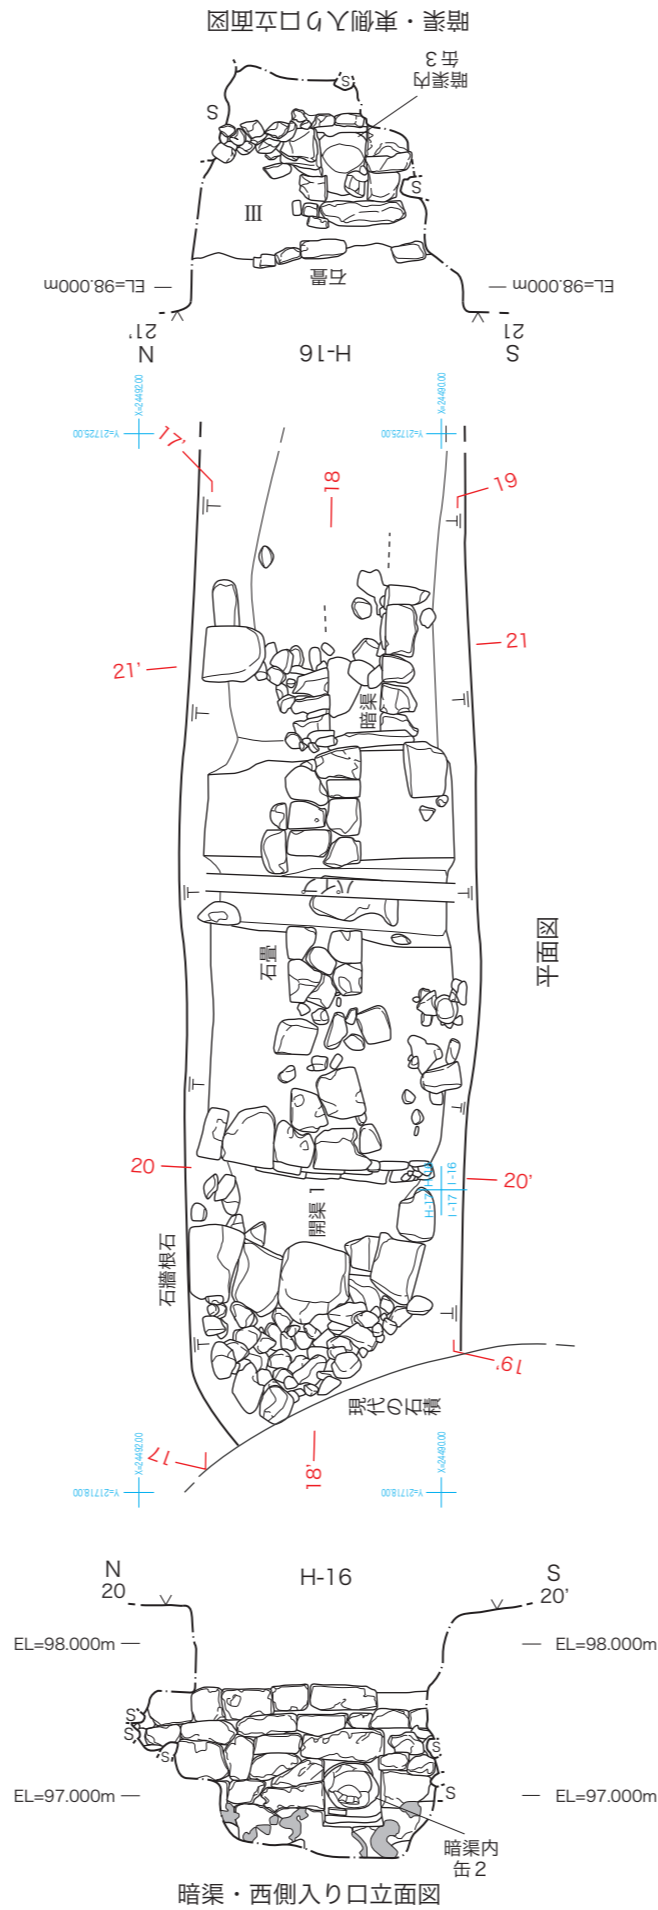 暗渠・東側入り口立面図
暗渠内
缶３
S
S
S
Ⅲ
石畳
EL=98.000m
EL=98.000m
21'
N
H-16
21
S
X=24492.00
Y=21725.00
X=24490.00
Y=21725.00
17'
18
19
21'
21
暗渠
石畳
平面図
20
20'
H-16
I-16
H-17
I-17
開渠１
石牆根石
現代の石積
19'
17
18'
X=24492.00
Y=21718.00
X=24490.00
Y=21718.00
N
20
H-16
S
20'
EL=98.000m
EL=98.000m
S
S
S
S
S
EL=97.000m
EL=97.000m
暗渠内
缶２
暗渠・西側入り口立面図